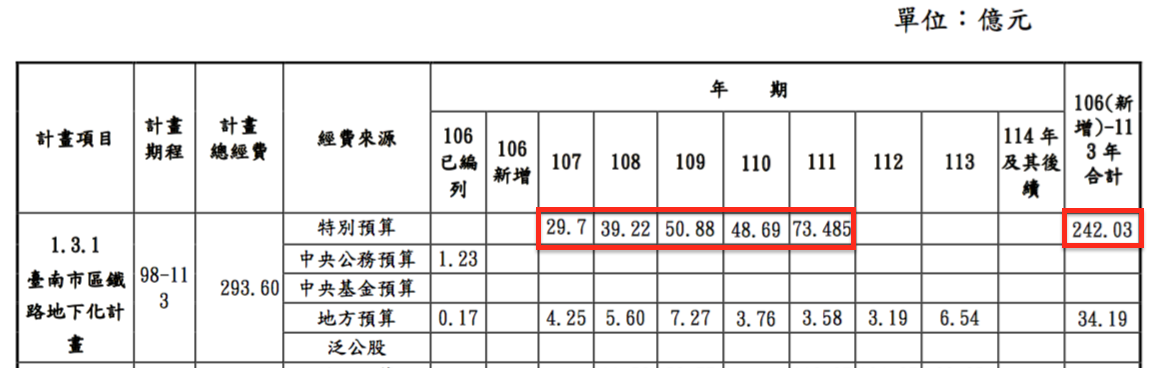 單位：億元
計畫項目 計畫期程 計畫總經費 經費來源 年 期 106(新增)-113年合計
106已編列 106新增 107 108 109 110 111 112 113 114年及其後續
1.3.1臺南市區鐵路地下化計畫 98-113 293.60
特別預算 29.7 39.22 50.88 48.69 73.485 242.03
中央公務預算 1.23
中央基金預算
地方預算 0.17 4.25 5.60 7.27 3.76 3.58 3.19 6.54 34.19
泛公股